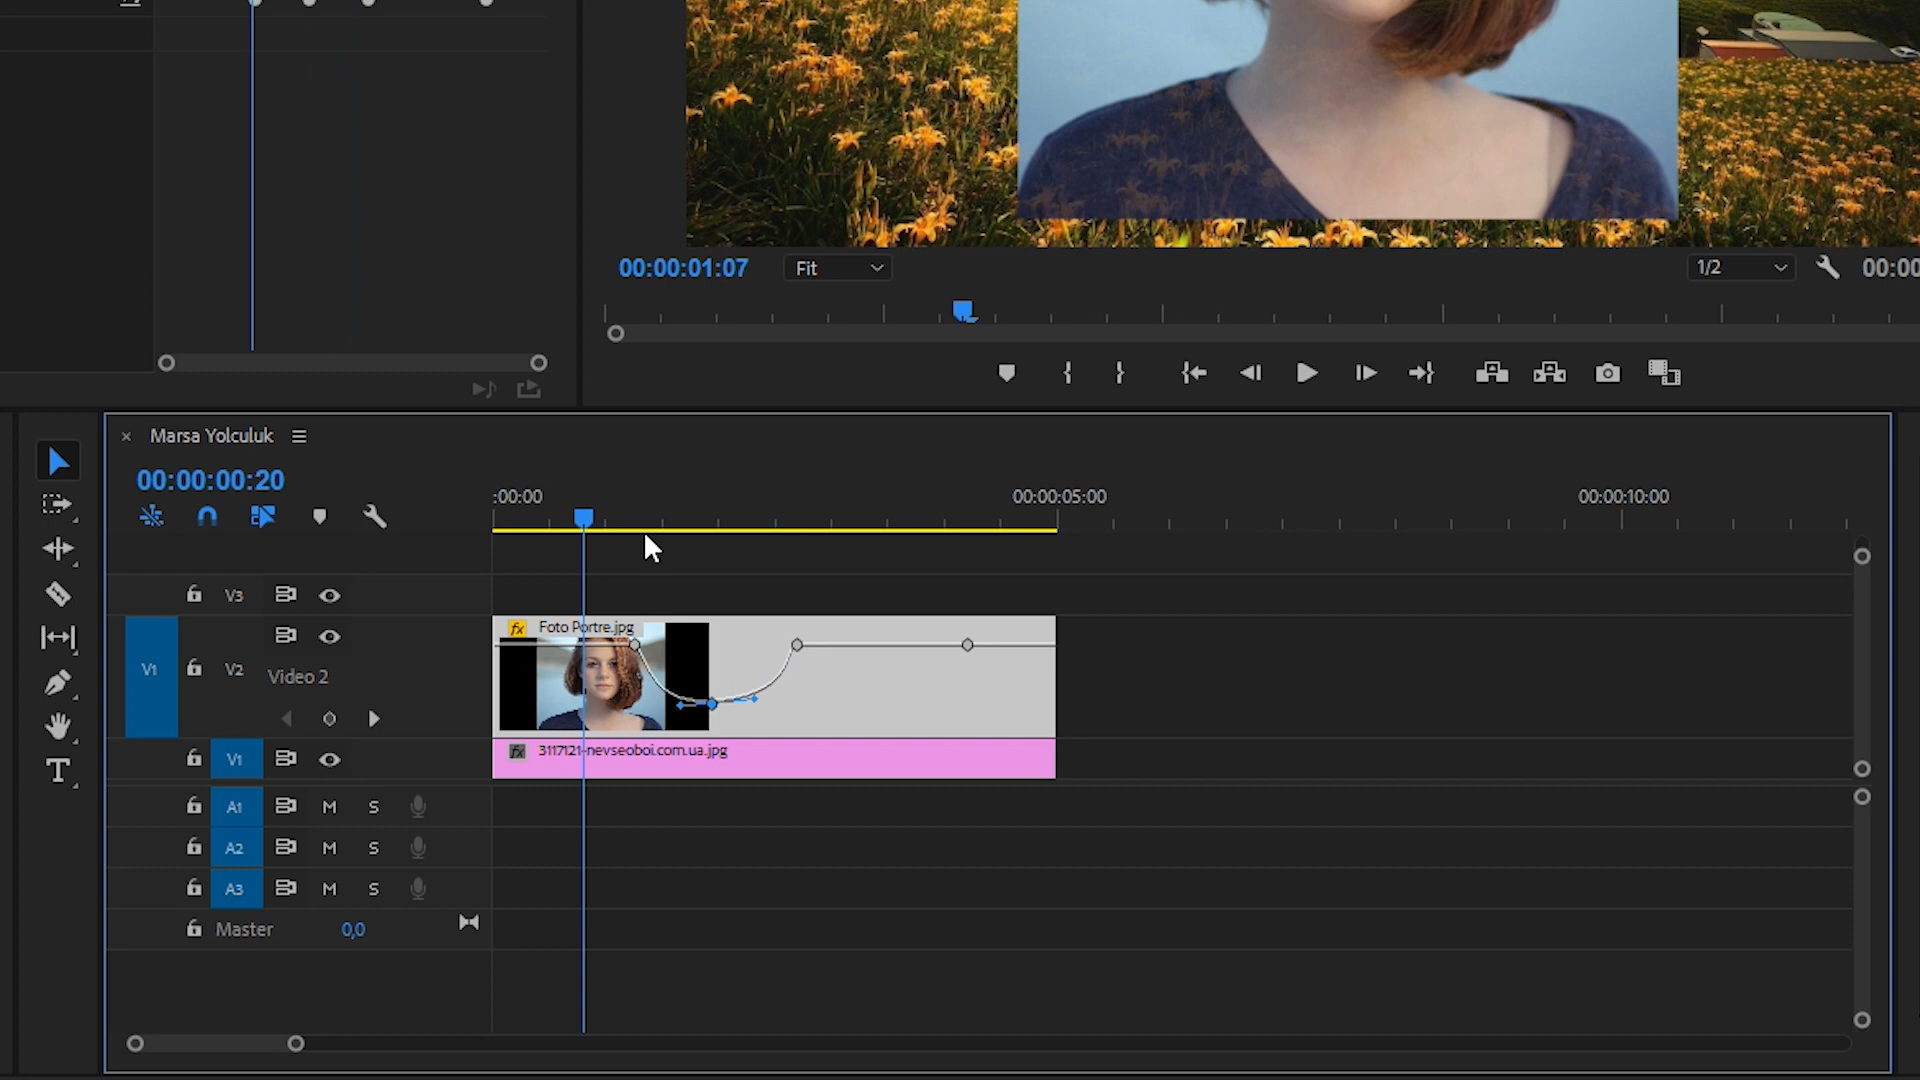 00:00:01:07 Fit 1/2 00:00
Marsa Yolculuk
00:00:00:20
:00:00 00:00:05:00 00:00:10:00
V3
fx Foto Portre.jpg
V1 V2 Video 2
V1 fx 3117121-nevseoboi.com.ua.jpg
A1 M S
A2 M S
A3 M S
Master 0,0